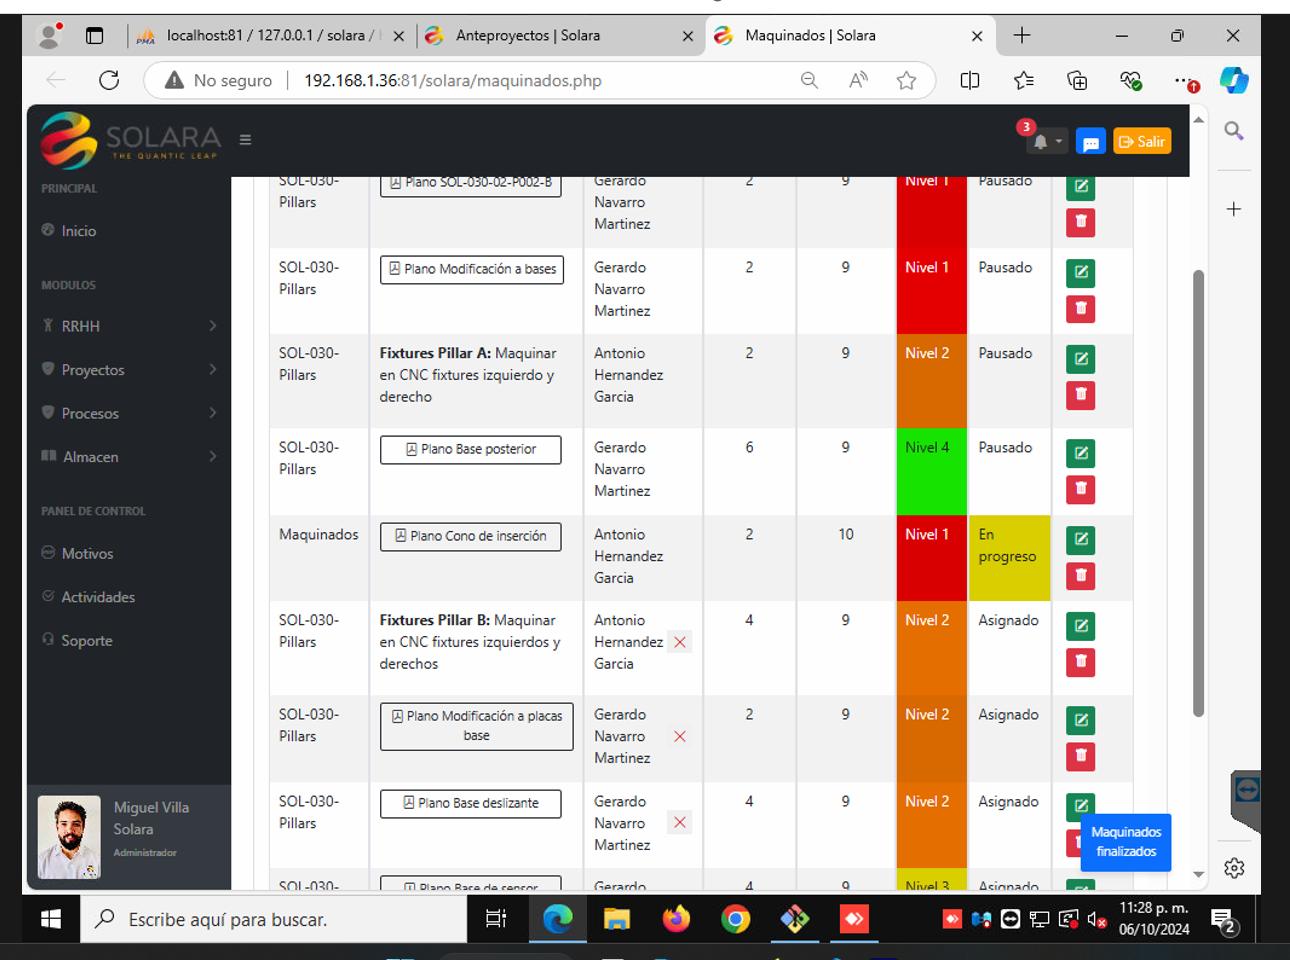 localhost:81 / 127.0.0.1 / solara /
Anteproyectos | Solara
Maquinados | Solara
No seguro
192.168.1.36:81/solara/maquinados.php
SOLARA
THE QUANTIC LEAP
3
Salir
PRINCIPAL
Inicio
MODULOS
RRHH
Proyectos
Procesos
Almacen
PANEL DE CONTROL
Motivos
Actividades
Soporte
Miguel Villa
Solara
Administrador
SOL-030-
Pillars
Plano SOL-030-02-P002-B
Gerardo
Navarro
Martinez
2
9
Nivel 1
Pausado
SOL-030-
Pillars
Plano Modificación a bases
Gerardo
Navarro
Martinez
2
9
Nivel 1
Pausado
SOL-030-
Pillars
Fixtures Pillar A: Maquinar
en CNC fixtures izquierdo y
derecho
Antonio
Hernandez
Garcia
2
9
Nivel 2
Pausado
SOL-030-
Pillars
Plano Base posterior
Gerardo
Navarro
Martinez
6
9
Nivel 4
Pausado
Maquinados
Plano Cono de inserción
Antonio
Hernandez
Garcia
2
10
Nivel 1
En
progreso
SOL-030-
Pillars
Fixtures Pillar B: Maquinar
en CNC fixtures izquierdos y
derechos
Antonio
Hernandez
Garcia
4
9
Nivel 2
Asignado
SOL-030-
Pillars
Plano Modificación a placas
base
Gerardo
Navarro
Martinez
2
9
Nivel 2
Asignado
SOL-030-
Pillars
Plano Base deslizante
Gerardo
Navarro
Martinez
4
9
Nivel 2
Asignado
SOL-030-
Plano Base de sensor
Gerardo
4
9
Nivel 3
Asignado
Maquinados
finalizados
Escribe aquí para buscar.
11:28 p. m.
06/10/2024
2